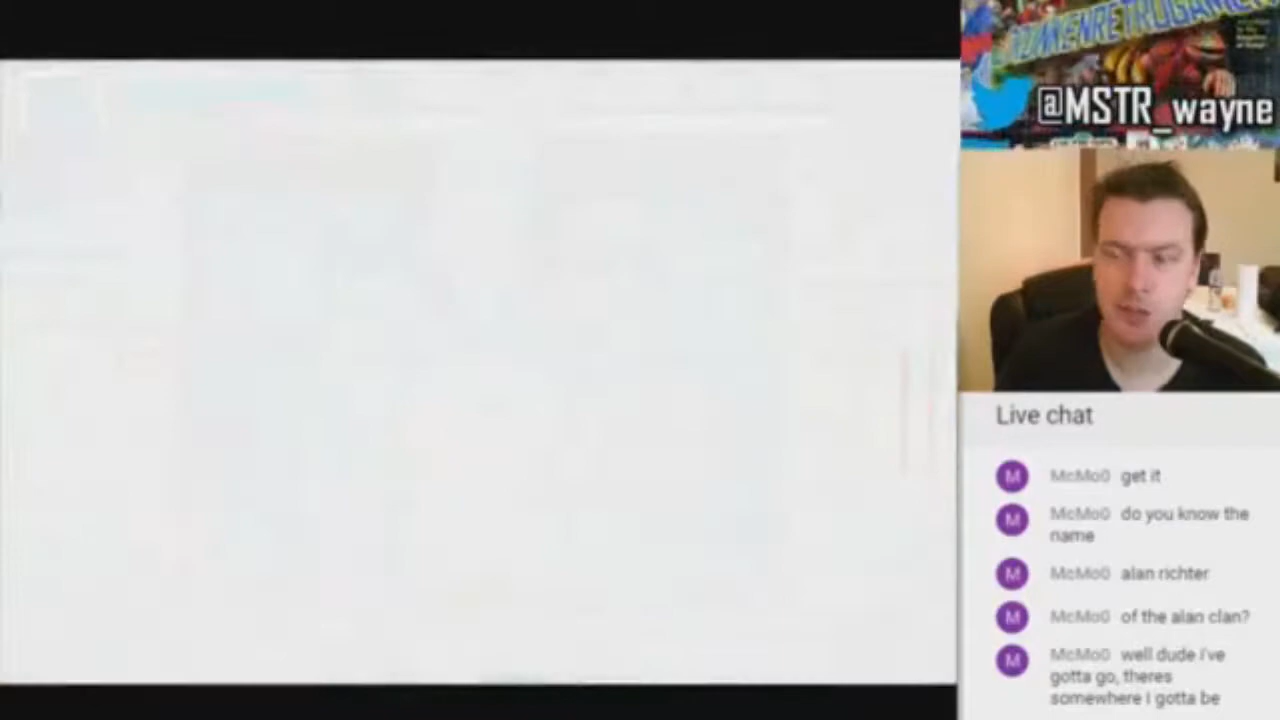 @MSTR_wayne
Live chat
M McMo0 get it
M McMo0 do you know the
name
M McMo0 alan richter
M McMo0 of the alan clan?
M McMo0 well dude i've
gotta go, theres
somewhere I gotta be